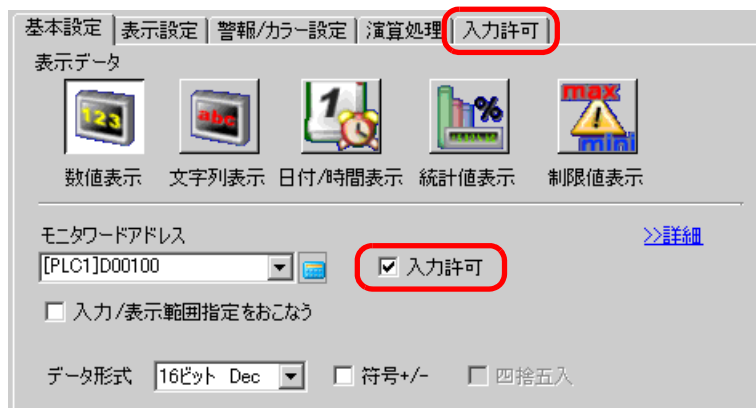 基本設定 表示設定 警報/カラー設定 演算処理 入力許可
表示データ
123 abc 1 % max mini
数値表示 文字列表示 日付/時間表示 統計値表示 制限値表示
モニタワードアドレス >>詳細
[PLC1]D00100 入力許可
入力/表示範囲指定をおこなう
データ形式 16ビット Dec 符号+/- 四捨五入